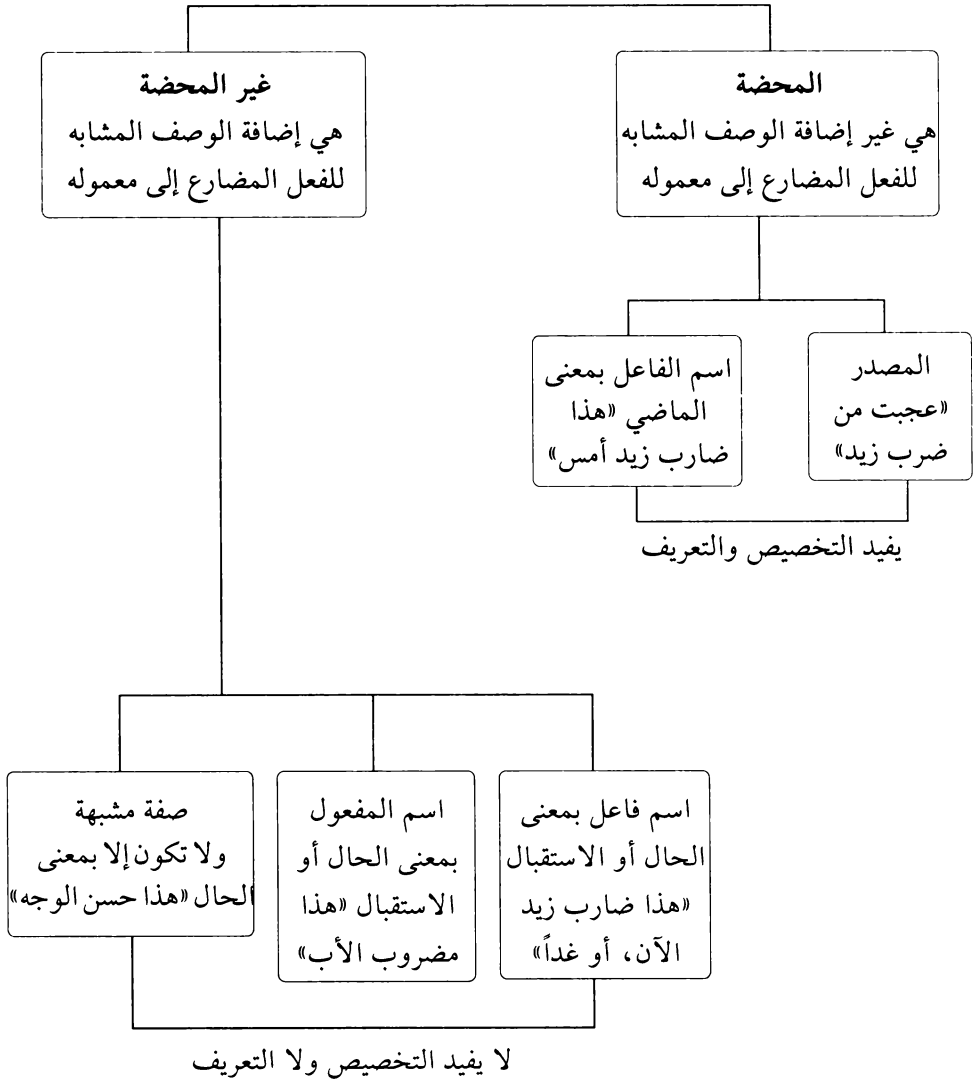 المحضة
هي غير إضافة الوصف المشابه
للفعل المضارع إلى معموله
غير المحضة
هي إضافة الوصف المشابه
للفعل المضارع إلى معموله
المصدر
«عجبت من
ضرب زيد»
اسم الفاعل بمعنى
الماضي «هذا
ضارب زيد أمس»
يفيد التخصيص والتعريف
اسم فاعل بمعنى
الحال أو الاستقبال
«هذا ضارب زيد
الآن، أو غداً»
اسم المفعول
بمعنى الحال أو
الاستقبال «هذا
مضروب الأب»
صفة مشبهة
ولا تكون إلا بمعنى
الحال «هذا حسن الوجه»
لا يفيد التخصيص ولا التعريف